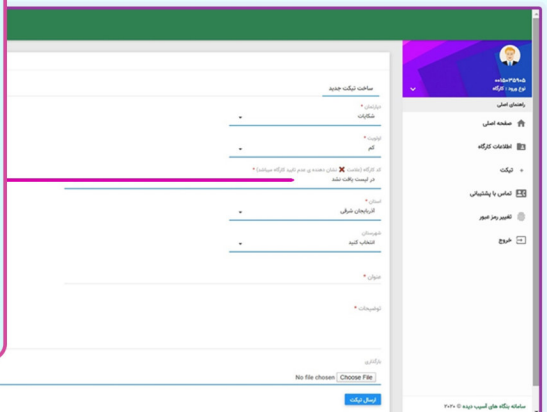 ۰۰۱۵۰۳۵۹۰۵
نوع ورود : کارگاه
راهنمای اصلی
صفحه اصلی
اطلاعات کارگاه
تیکت
تماس با پشتیبانی
تغییر رمز عبور
خروج
سامانه بنگاه های آسیب دیده © ۲۰۲۰
ساخت تیکت جدید
دپارتمان *
شکایات
اولویت *
کم
کد کارگاه (علامت ❌ نشان دهنده ی عدم تایید کارگاه میباشد) *
در لیست یافت نشد
استان *
آذربایجان شرقی
شهرستان
انتخاب کنید
عنوان *
توضیحات *
بارگذاری
Choose File No file chosen
ارسال تیکت